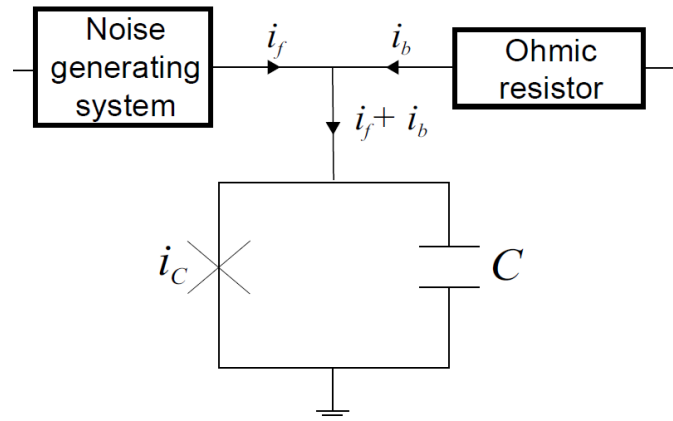 Noise
generating
system
i_f
i_b
Ohmic
resistor
i_f + i_b
i_C
C